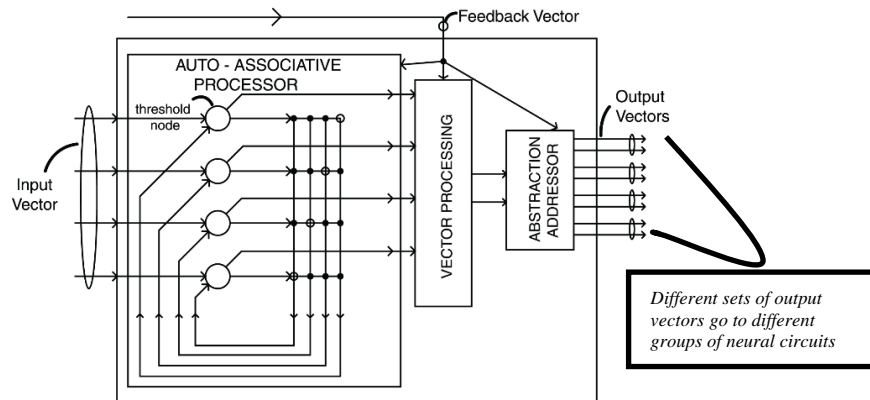 Feedback Vector
AUTO - ASSOCIATIVE
PROCESSOR
threshold
node
Input
Vector
VECTOR PROCESSING
ABSTRACTION
ADDRESSOR
Output
Vectors
Different sets of output
vectors go to different
groups of neural circuits